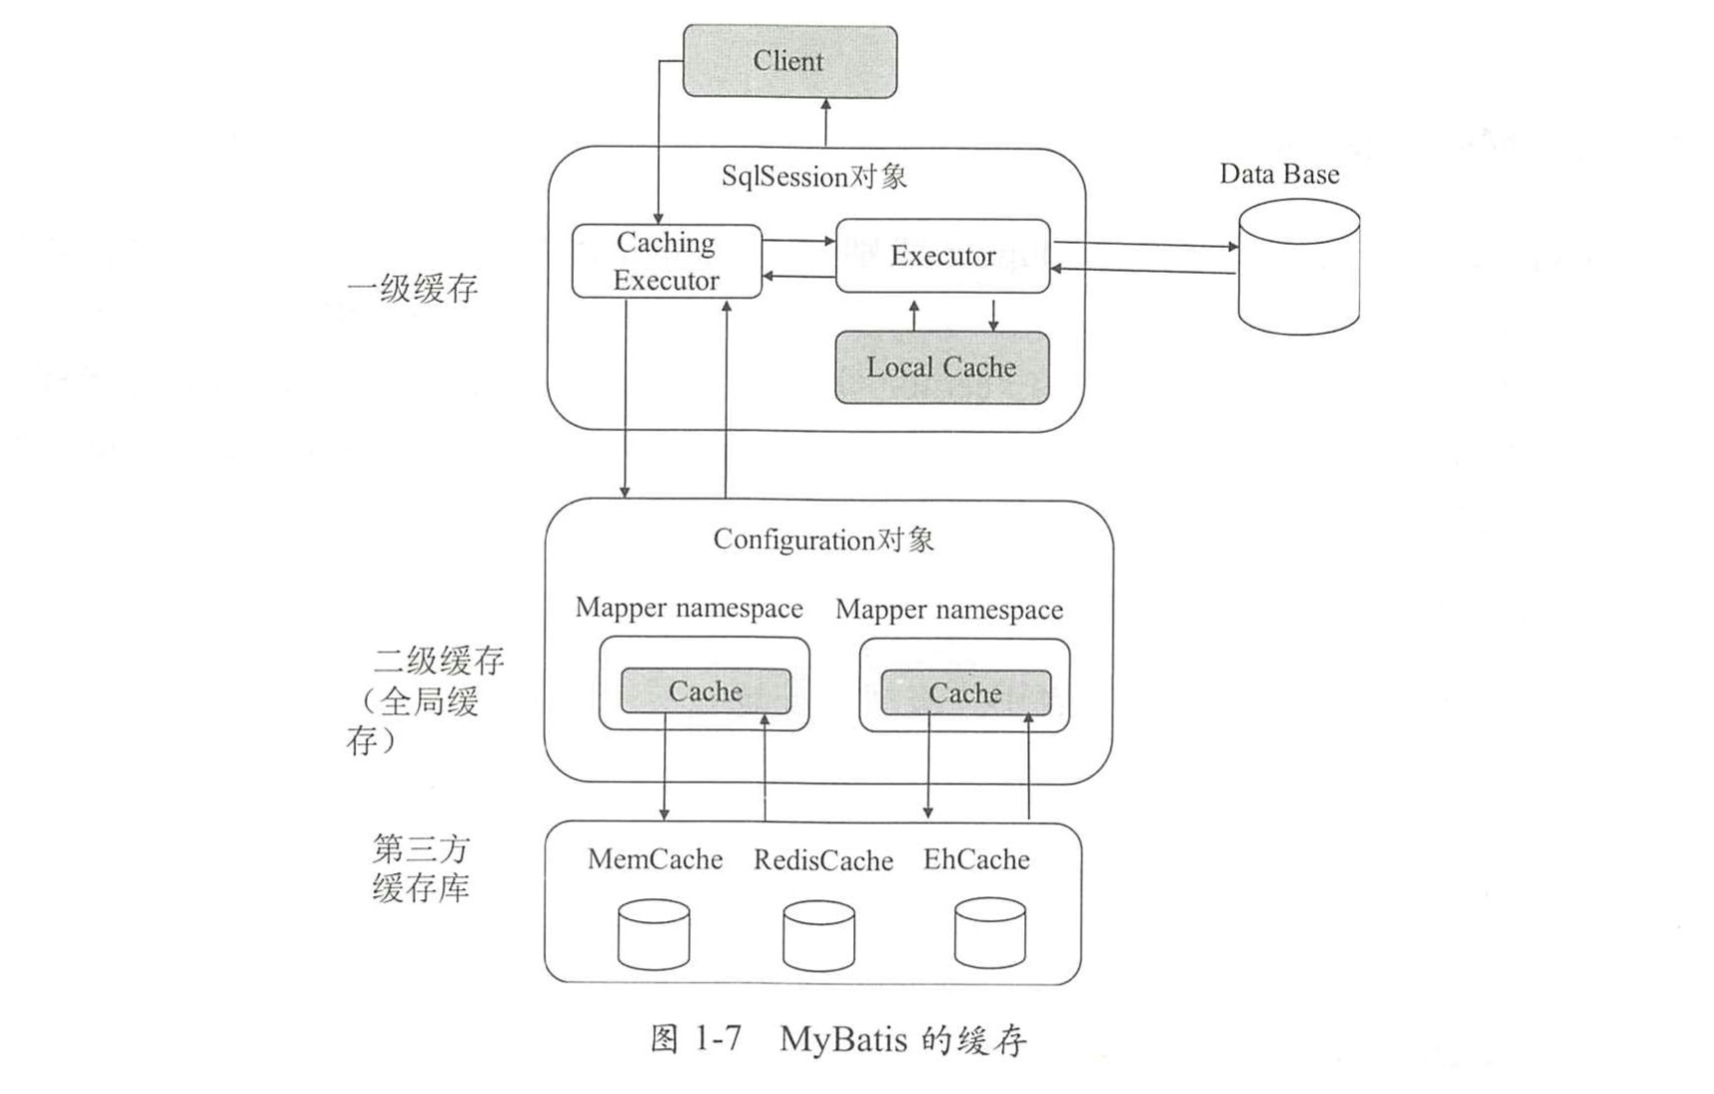 Client
SqlSession对象
Data Base
Caching
Executor
Executor
一级缓存
Local Cache
Configuration对象
Mapper namespace
Mapper namespace
二级缓存
（全局缓
存）
Cache
Cache
第三方
缓存库
MemCache
RedisCache
EhCache
图 1-7 MyBatis 的缓存